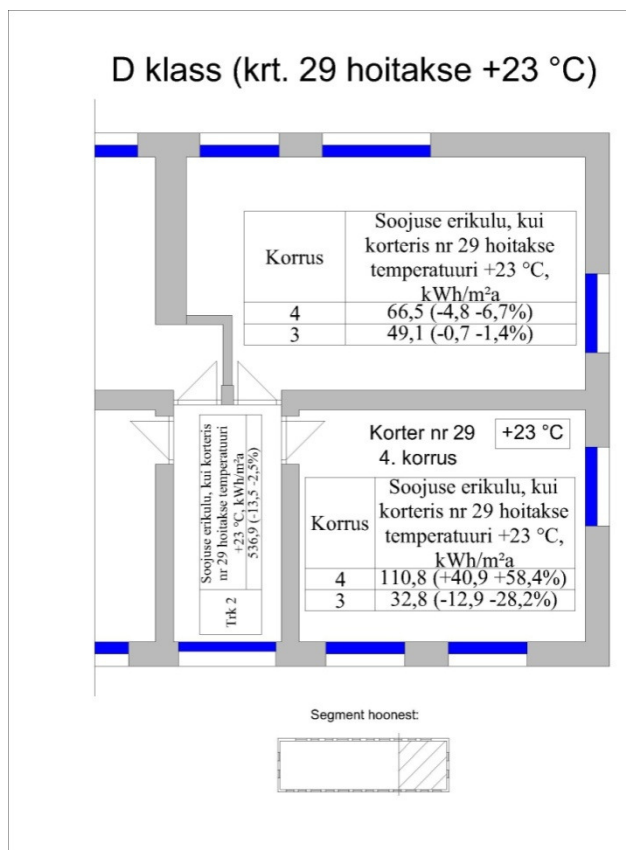 D klass (krt. 29 hoitakse +23 °C)
Korrus
Soojuse erikulu, kui
korteris nr 29 hoitakse
temperatuuri +23 °C,
kWh/m²a
4 66,5 (-4,8 -6,7%)
3 49,1 (-0,7 -1,4%)
Trk 2
Soojuse erikulu, kui korteris
nr 29 hoitakse temperatuuri
+23 °C, kWh/m²a
536,9 (-13,5 -2,5%)
Korter nr 29 +23 °C
4. korrus
Korrus
Soojuse erikulu, kui
korteris nr 29 hoitakse
temperatuuri +23 °C,
kWh/m²a
4 110,8 (+40,9 +58,4%)
3 32,8 (-12,9 -28,2%)
Segment hoonest: